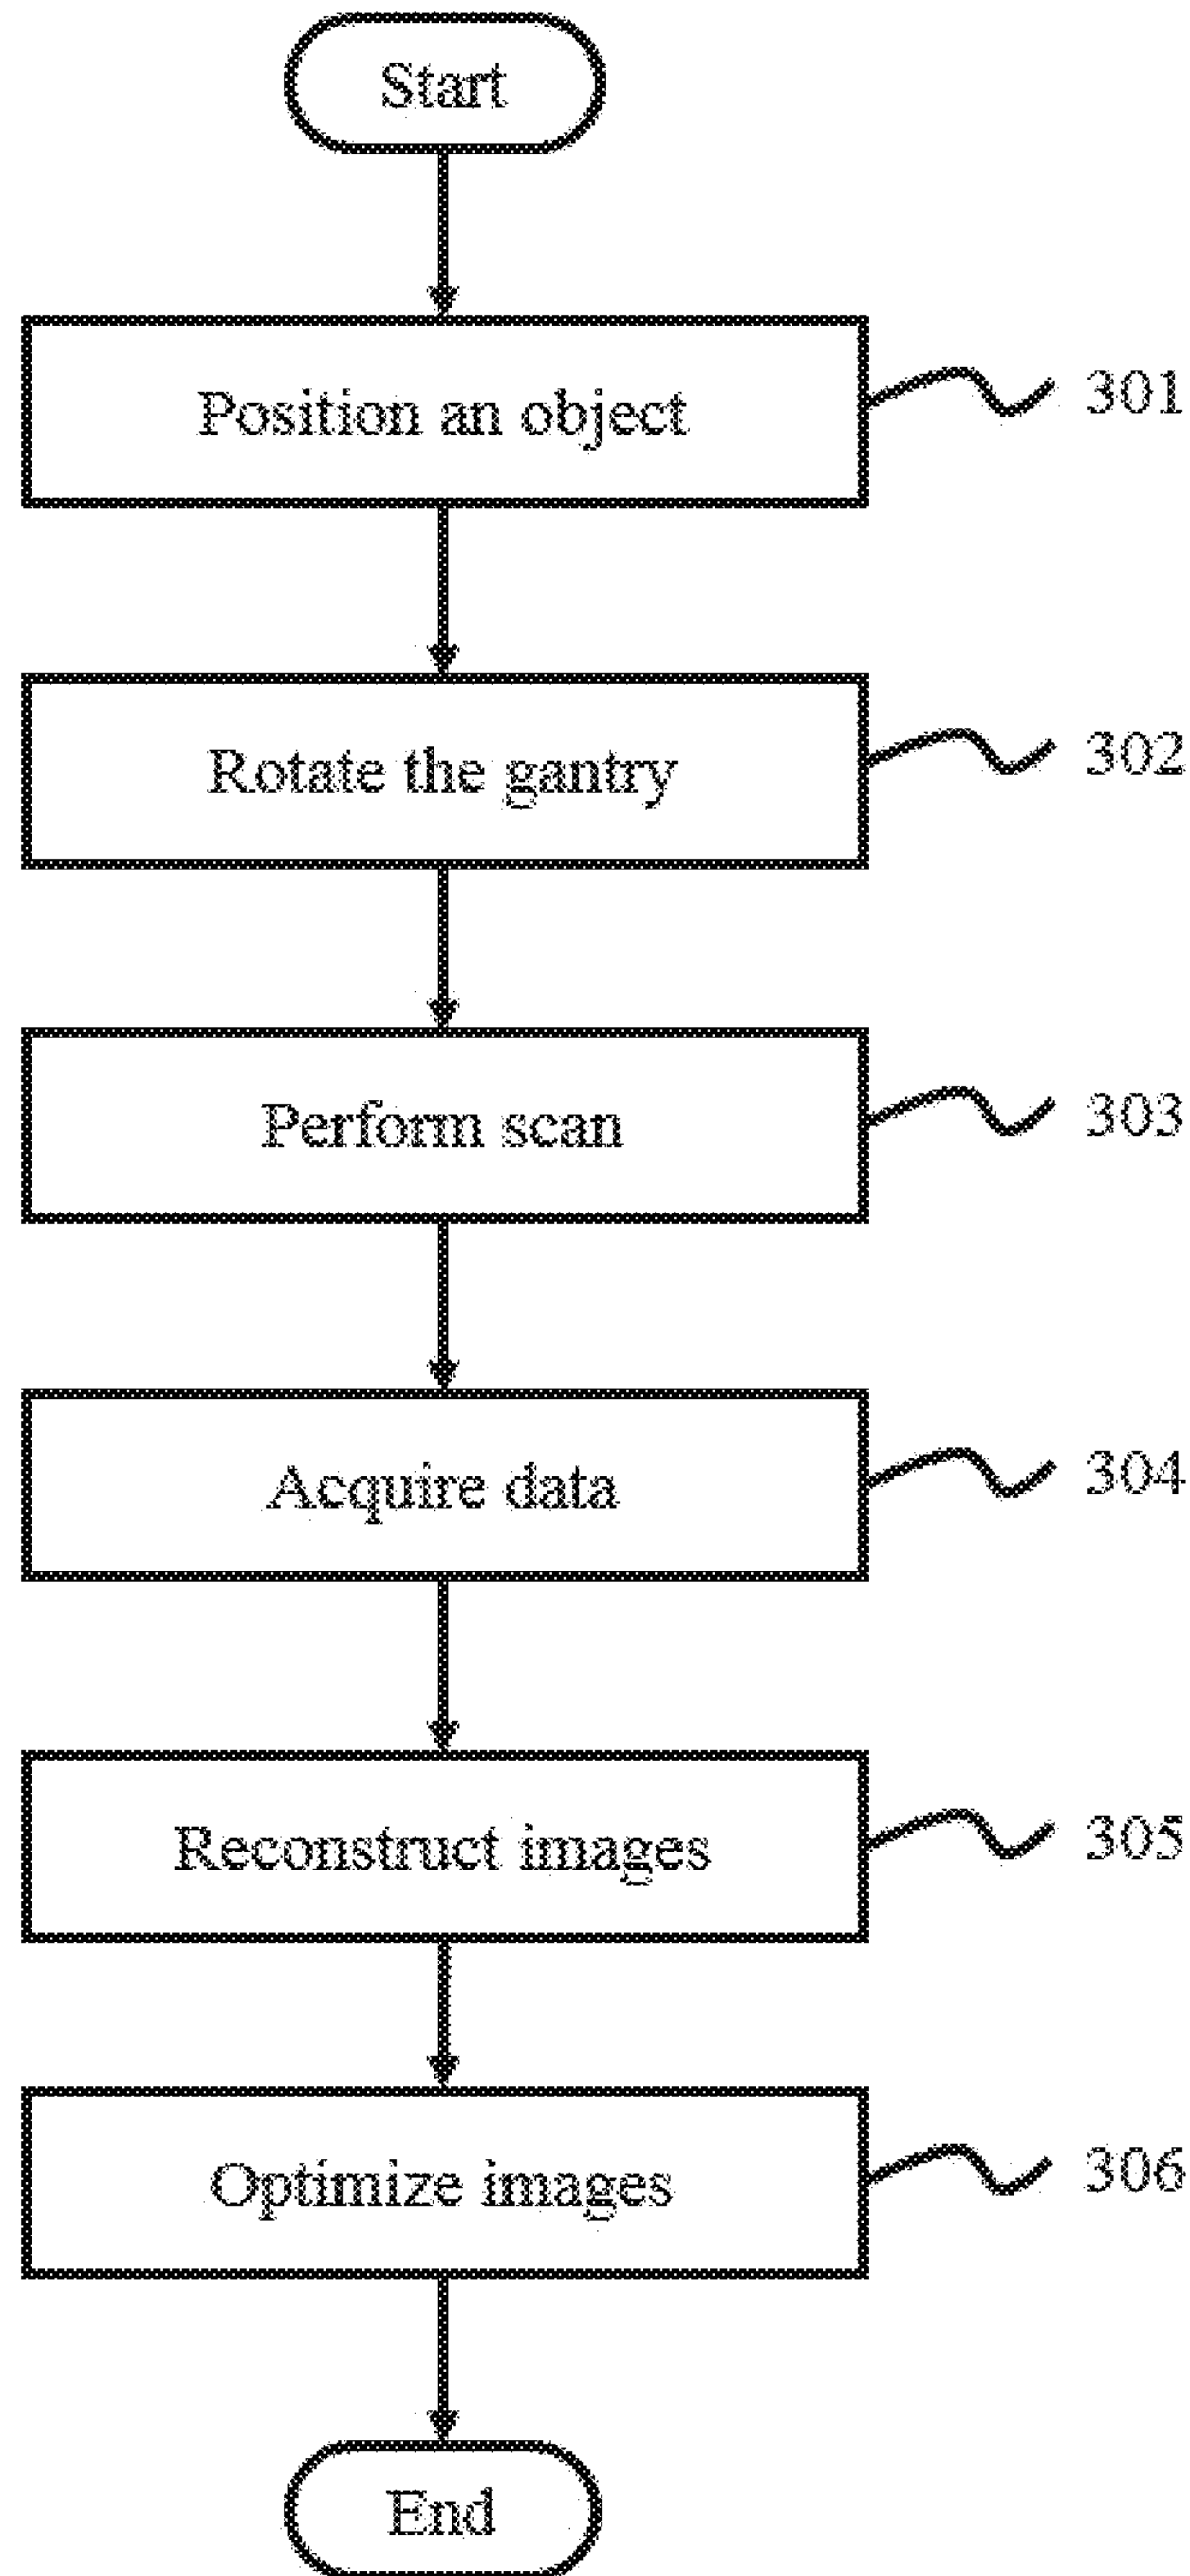 Start
Position an object
301
Rotate the gantry
302
Perform scan
303
Acquire data
304
Reconstruct images
305
Optimize images
306
End